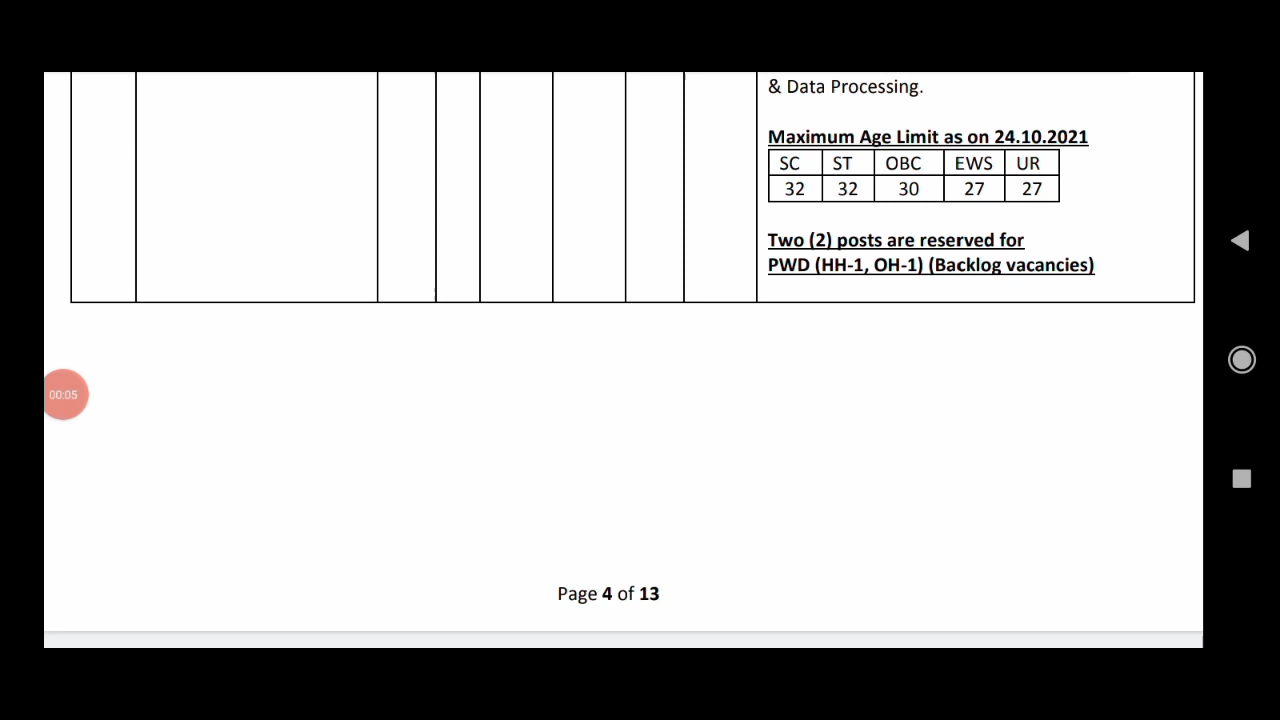 & Data Processing.
Maximum Age Limit as on 24.10.2021
SC ST OBC EWS UR
32 32 30 27 27
Two (2) posts are reserved for
PWD (HH-1, OH-1) (Backlog vacancies)
00:05
Page 4 of 13